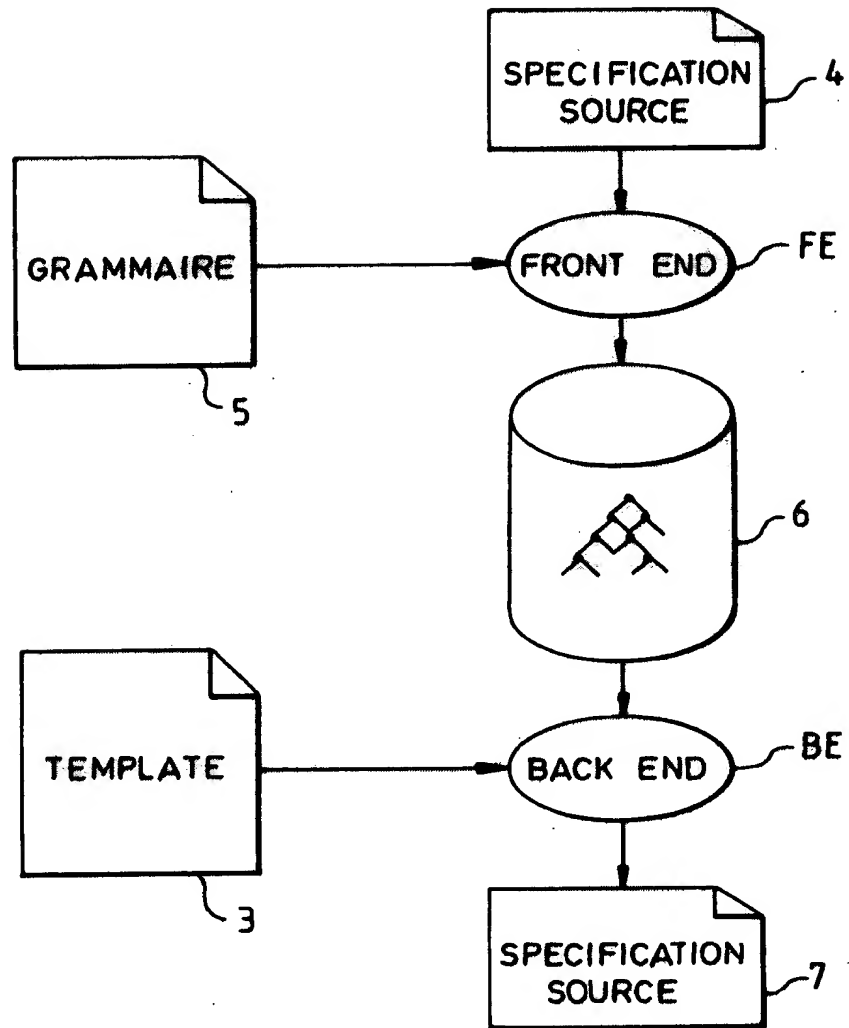 SPECIFICATION
SOURCE
4
GRAMMAIRE
5
FRONT END
FE
6
TEMPLATE
3
BACK END
BE
SPECIFICATION
SOURCE
7